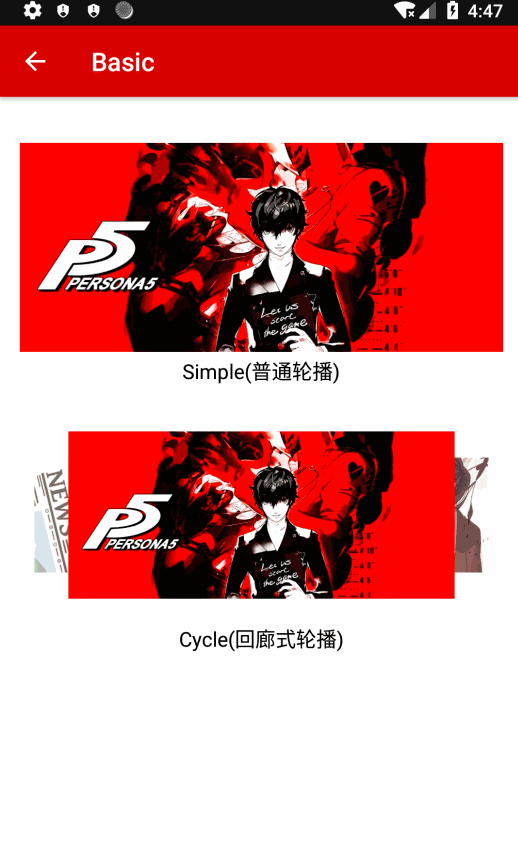 4:47
Basic
P5
PERSONA5
Let us
start
the game
Simple(普通轮播)
NEWS
P5
PERSONA5
Let us
start
the game
Cycle(回廊式轮播)